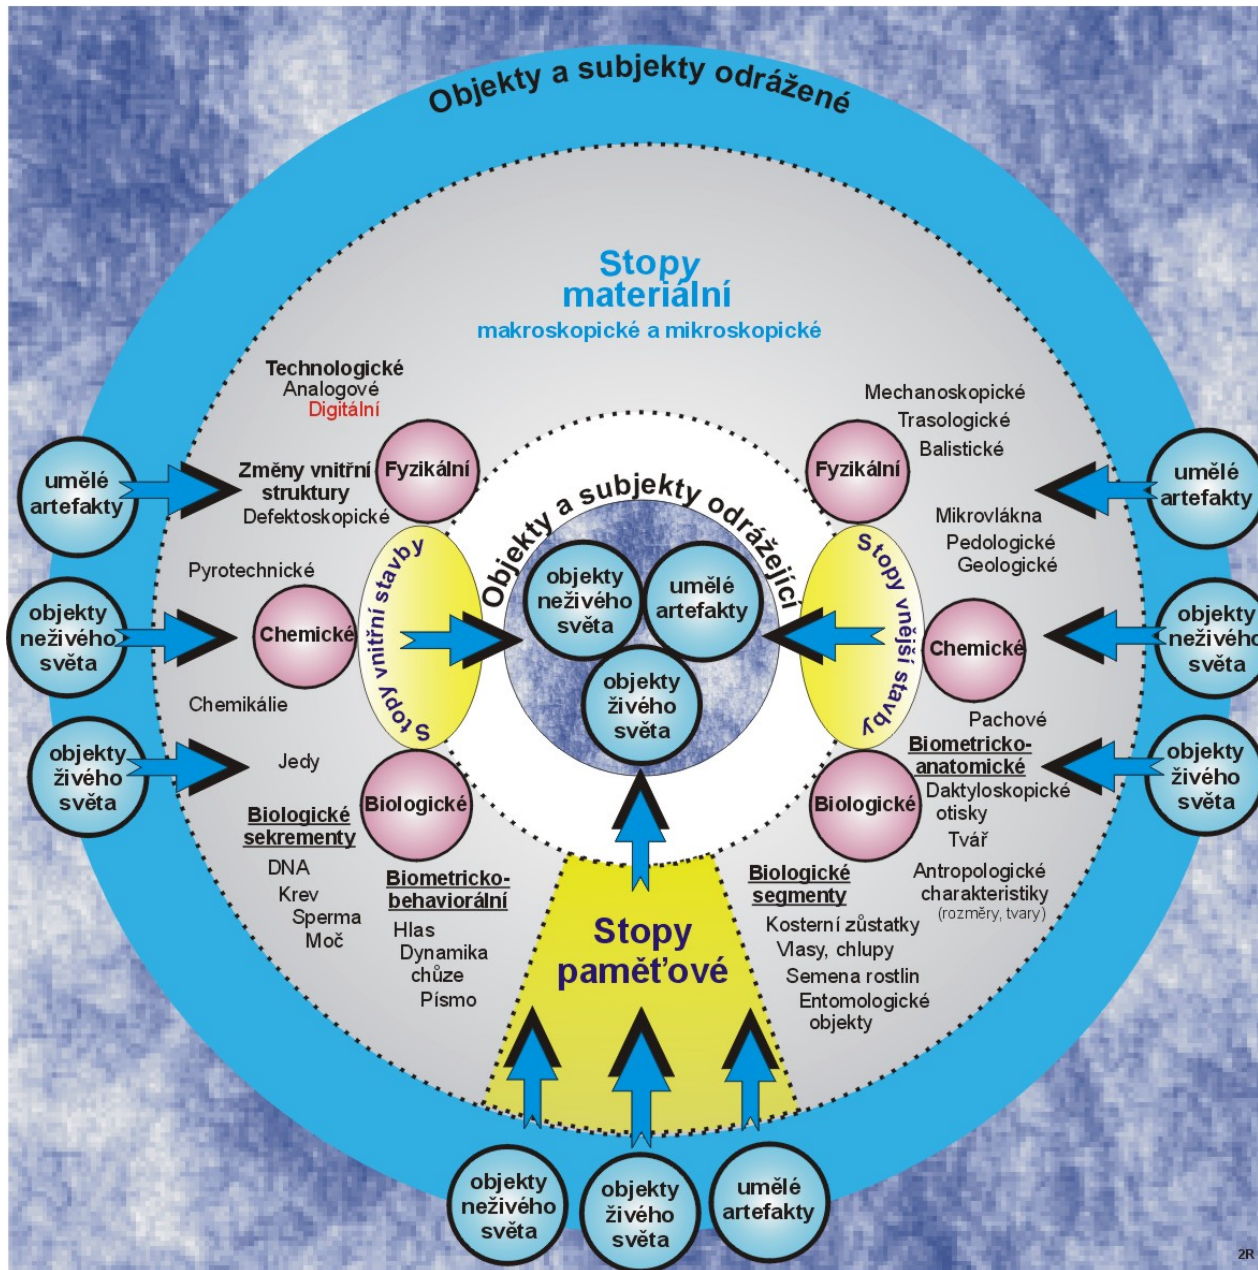 Objekty a subjekty odrážené
Stopy
materiální
makroskopické a mikroskopické
Technologické
Analogové
Digitální
Fyzikální
Změny vnitřní
struktury
Defektoskopické
Pyrotechnické
Chemické
Chemikálie
Jedy
Biologické
Biologické
sekrementy
DNA
Krev
Sperma
Moč
Biometricko-
behaviorální
Hlas
Dynamika
chůze
Písmo
Stopy vnitřní stavby
umělé
artefakty
objekty
neživého
světa
objekty
živého
světa
Objekty a subjekty odrážející
objekty
neživého
světa
umělé
artefakty
objekty
živého
světa
Stopy vnější stavby
Mechanoskopické
Trasologické
Balistické
Fyzikální
Mikrovlákna
Pedologické
Geologické
Chemické
Pachové
Biometricko-
anatomické
Daktyloskopické
otisky
Tvář
Antropologické
charakteristiky
(rozměry, tvary)
Biologické
Biologické
segmenty
Kosterní zůstatky
Vlasy, chlupy
Semena rostlin
Entomologické
objekty
umělé
artefakty
objekty
neživého
světa
objekty
živého
světa
Stopy
paměťové
objekty
neživého
světa
objekty
živého
světa
umělé
artefakty
2R